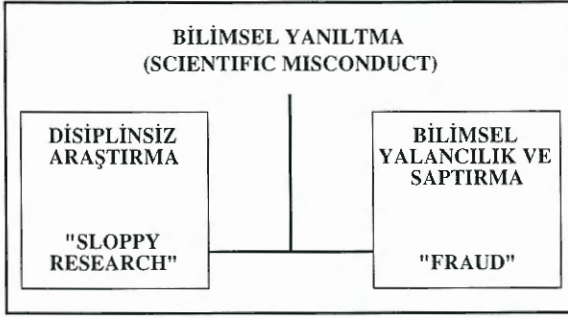 BİLİMSEL YANILTMA
(SCIENTIFIC MISCONDUCT)
DİSİPLİNSİZ
ARAŞTIRMA
"SLOPPY
RESEARCH"
BİLİMSEL
YALANCILIK VE
SAPTIRMA
"FRAUD"